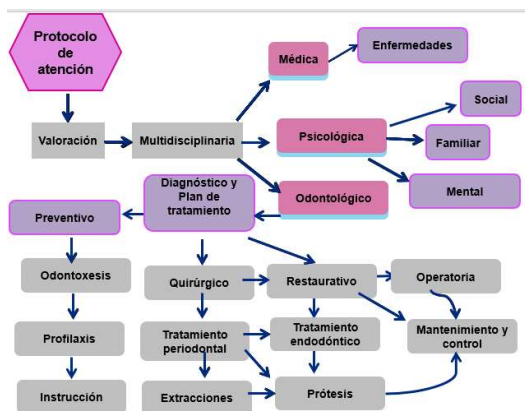 Protocolo
de
atención
Médica
Enfermedades
Valoración
Multidisciplinaria
Psicológica
Social
Familiar
Mental
Odontológico
Diagnóstico y
Plan de
tratamiento
Preventivo
Odontoxesis
Quirúrgico
Restaurativo
Operatoria
Profilaxis
Tratamiento
periodontal
Tratamiento
endodóntico
Mantenimiento y
control
Instrucción
Extracciones
Prótesis